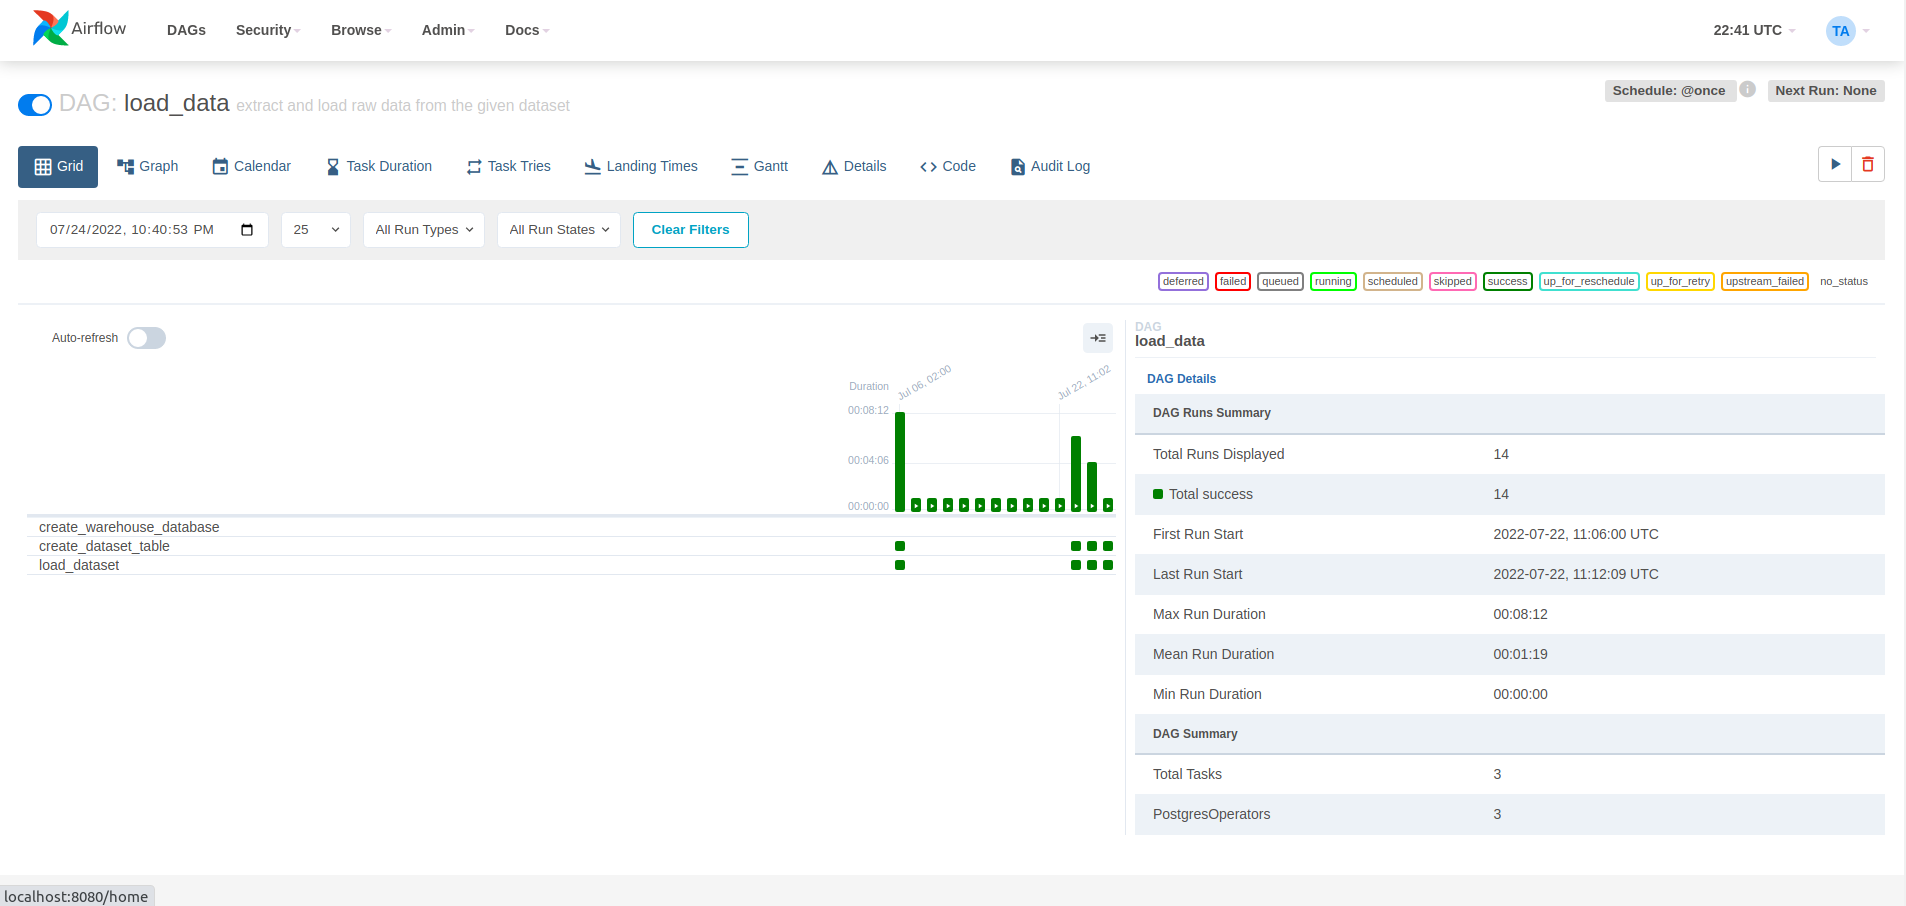 Airflow DAGs Security Browse Admin Docs 22:41 UTC TA
DAG: load_data extract and load raw data from the given dataset
Schedule: @once i Next Run: None
Grid Graph Calendar Task Duration Task Tries Landing Times Gantt Details Code Audit Log
07/24/2022, 10:40:53 PM 25 All Run Types All Run States Clear Filters
deferred failed queued running scheduled skipped success up_for_reschedule up_for_retry upstream_failed no_status
Auto-refresh
Duration
Jul 06, 02:00
Jul 22, 11:02
00:08:12
00:04:06
00:00:00
create_warehouse_database
create_dataset_table
load_dataset
DAG
load_data
DAG Details
DAG Runs Summary
Total Runs Displayed 14
Total success 14
First Run Start 2022-07-22, 11:06:00 UTC
Last Run Start 2022-07-22, 11:12:09 UTC
Max Run Duration 00:08:12
Mean Run Duration 00:01:19
Min Run Duration 00:00:00
DAG Summary
Total Tasks 3
PostgresOperators 3
localhost:8080/home